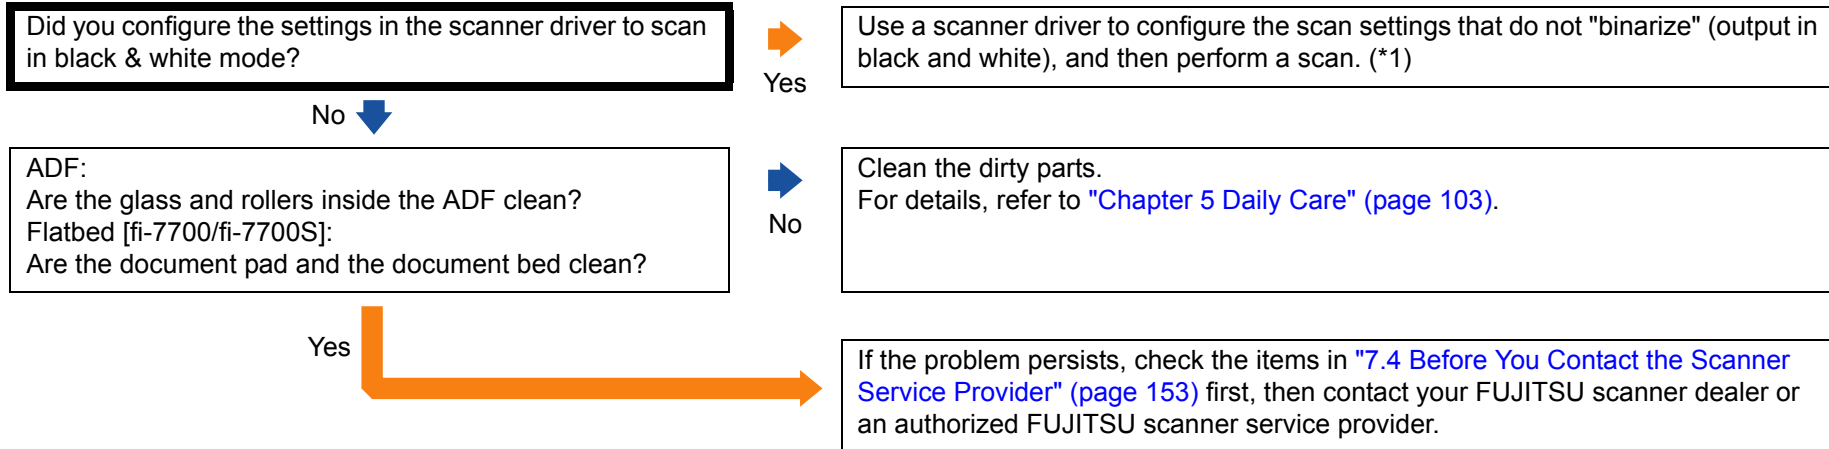 Did you configure the settings in the scanner driver to scan
in black & white mode?
Yes
Use a scanner driver to configure the scan settings that do not "binarize" (output in
black and white), and then perform a scan. (*1)
No
ADF:
Are the glass and rollers inside the ADF clean?
Flatbed [fi-7700/fi-7700S]:
Are the document pad and the document bed clean?
No
Clean the dirty parts.
For details, refer to "Chapter 5 Daily Care" (page 103).
Yes
If the problem persists, check the items in "7.4 Before You Contact the Scanner
Service Provider" (page 153) first, then contact your FUJITSU scanner dealer or
an authorized FUJITSU scanner service provider.